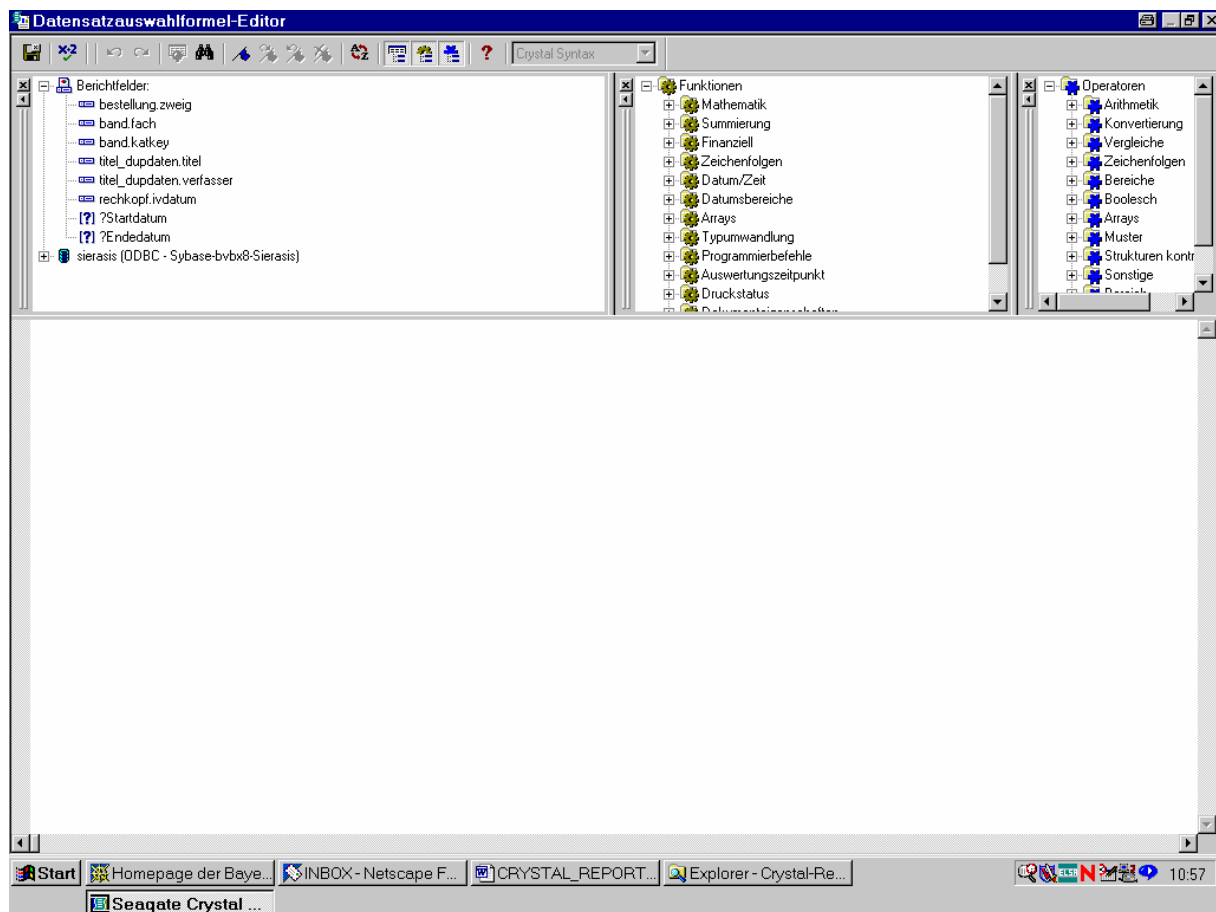 Datensatzauswahlformel-Editor
Crystal Syntax
Berichtfelder:
bestellung.zweig
band.fach
band.katkey
titel_dupdaten.titel
titel_dupdaten.verfasser
rechkopf.ivdatum
[?] ?Startdatum
[?] ?Endedatum
sierasis (ODBC - Sybase-bvbx8-Sierasis)
Funktionen
Mathematik
Summierung
Finanziell
Zeichenfolgen
Datum/Zeit
Datumsbereiche
Arrays
Typumwandlung
Programmierbefehle
Auswertungszeitpunkt
Druckstatus
Dokumenteigenschaften
Operatoren
Arithmetik
Konvertierung
Vergleiche
Zeichenfolgen
Bereiche
Boolesch
Arrays
Muster
Strukturen kontr
Sonstige
Start
Homepage der Baye...
INBOX - Netscape F...
CRYSTAL_REPORT...
Explorer - Crystal-Re...
ELSA
N
10:57
Seagate Crystal ...